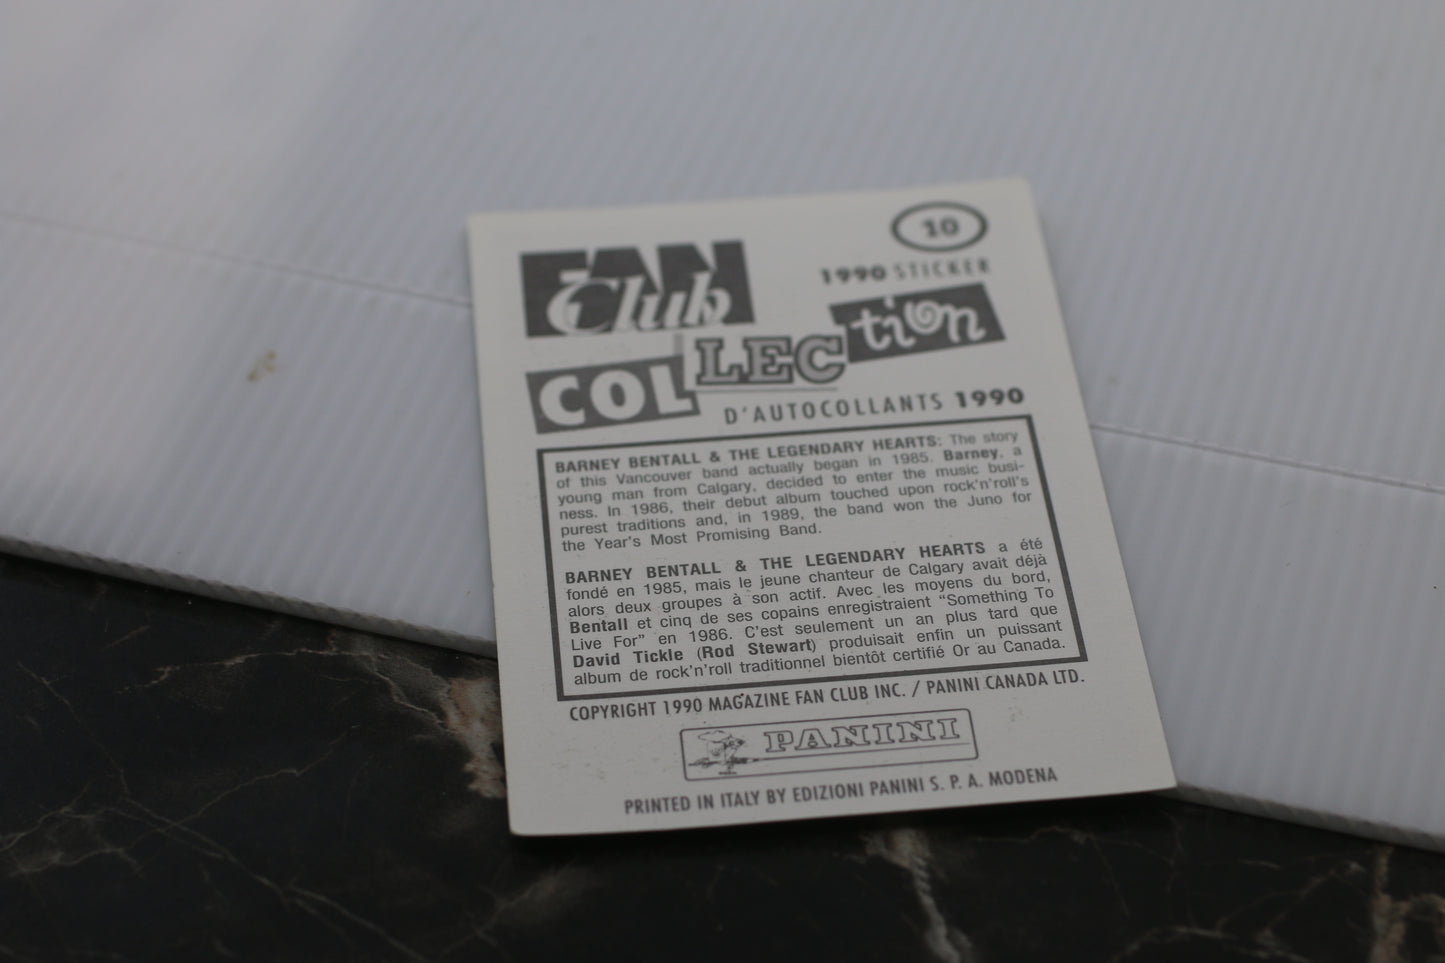 10
FAN
Club
1990 STICKER
COLLECtion
D'AUTOCOLLANTS 1990
BARNEY BENTALL & THE LEGENDARY HEARTS: The story
of this Vancouver band actually began in 1985. Barney, a
young man from Calgary, decided to enter the music busi-
ness. In 1986, their debut album touched upon rock'n'roll's
purest traditions and, in 1989, the band won the Juno for
the Year's Most Promising Band.
BARNEY BENTALL & THE LEGENDARY HEARTS a été
fondé en 1985, mais le jeune chanteur de Calgary avait déjà
alors deux groupes à son actif. Avec les moyens du bord,
Bentall et cinq de ses copains enregistraient "Something To
Live For" en 1986. C'est seulement un an plus tard que
David Tickle (Rod Stewart) produisait enfin un puissant
album de rock'n'roll traditionnel bientôt certifié Or au Canada.
COPYRIGHT 1990 MAGAZINE FAN CLUB INC. / PANINI CANADA LTD.
PANINI
PRINTED IN ITALY BY EDIZIONI PANINI S. P. A. MODENA